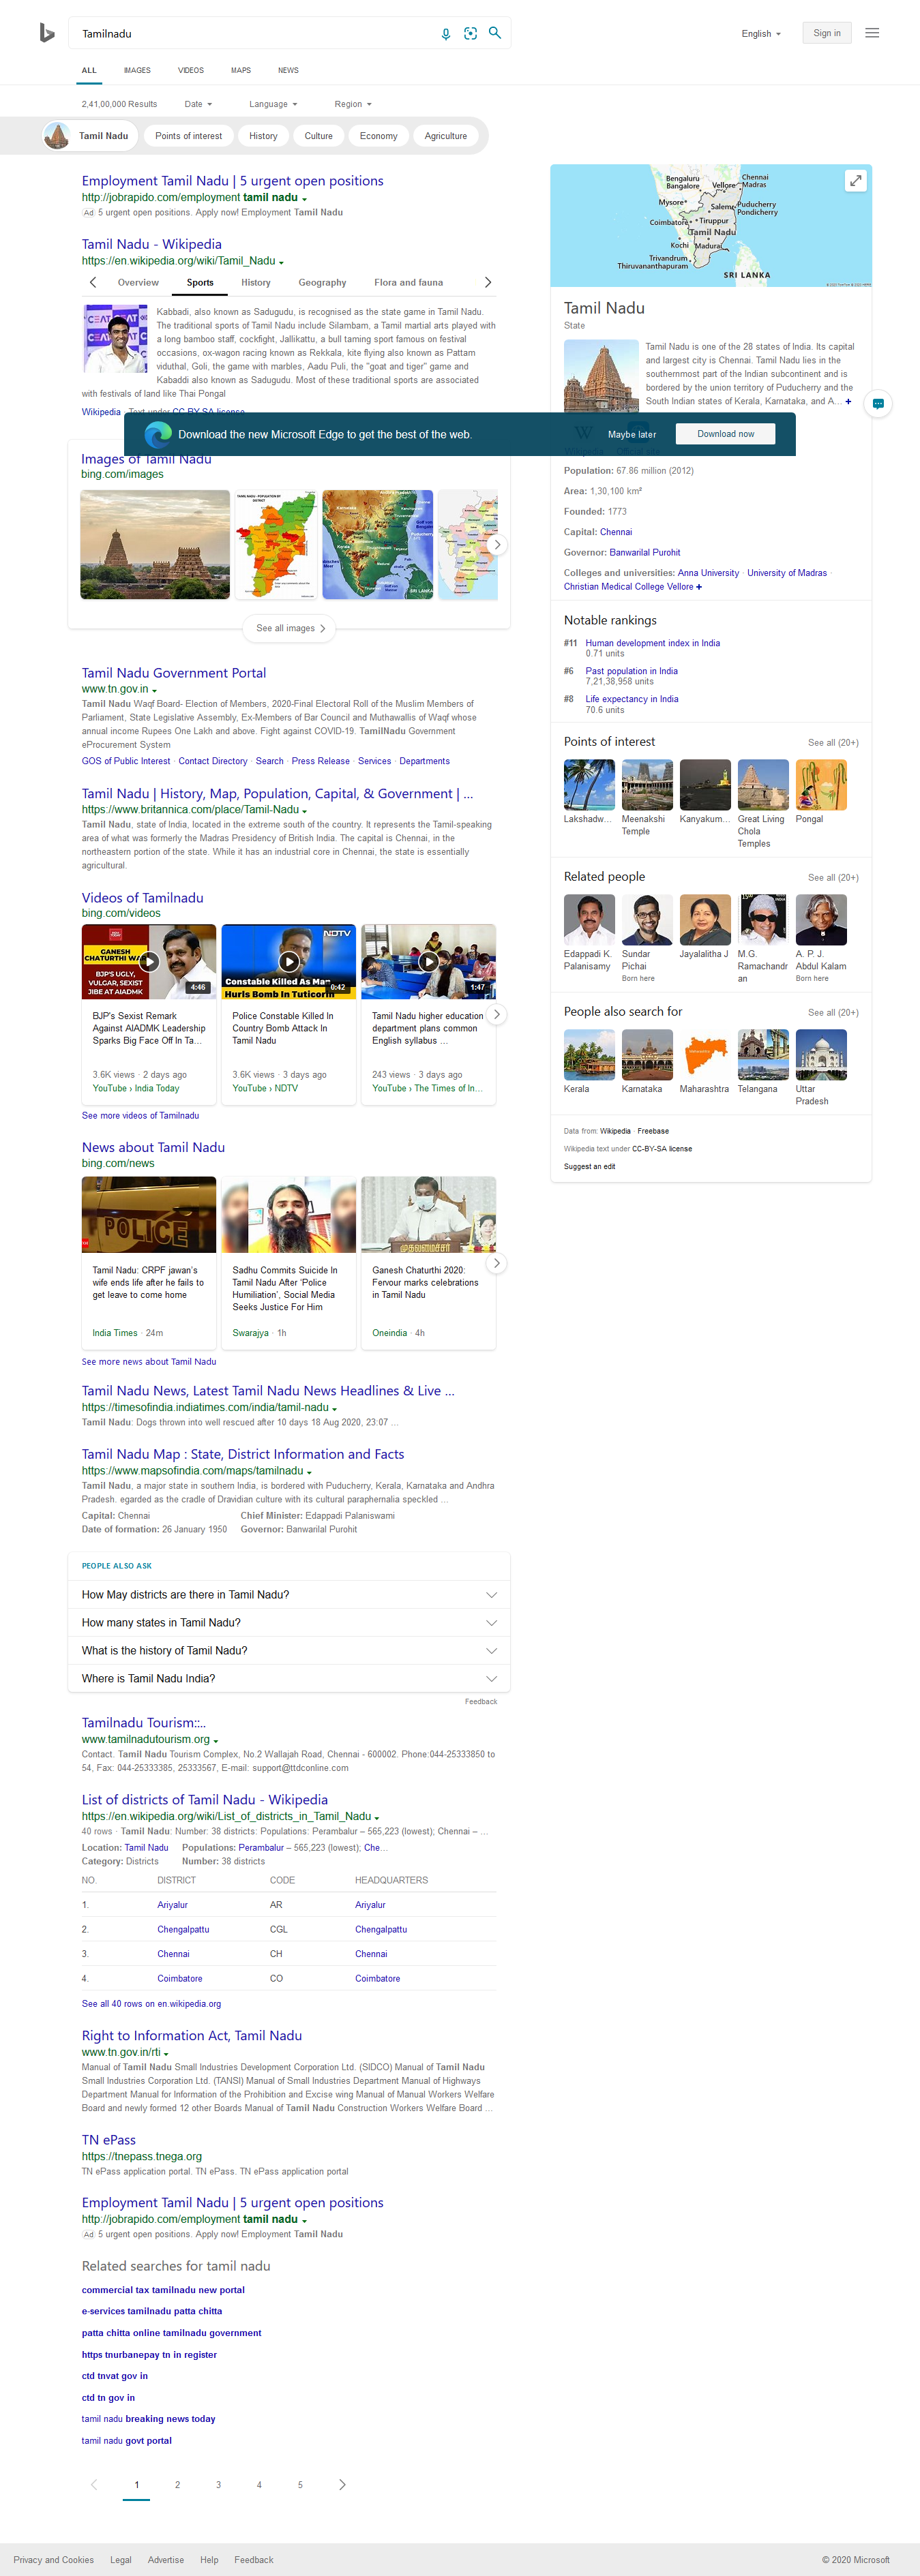 Tamilnadu
English
Sign in
ALL IMAGES VIDEOS MAPS NEWS
2,41,00,000 Results Date Language Region
Tamil Nadu Points of interest History Culture Economy Agriculture
Employment Tamil Nadu | 5 urgent open positions
http://jobrapido.com/employment tamil nadu
Ad 5 urgent open positions. Apply now! Employment Tamil Nadu
Tamil Nadu - Wikipedia
https://en.wikipedia.org/wiki/Tamil_Nadu
Overview Sports History Geography Flora and fauna
Kabbadi, also known as Sadugudu, is recognised as the state game in Tamil Nadu.
The traditional sports of Tamil Nadu include Silambam, a Tamil martial arts played with
a long bamboo staff, cockfight, Jallikattu, a bull taming sport famous on festival
occasions, ox-wagon racing known as Rekkala, kite flying also known as Pattam
viduthal, Goli, the game with marbles, Aadu Puli, the "goat and tiger" game and
Kabaddi also known as Sadugudu. Most of these traditional sports are associated
with festivals of land like Thai Pongal
Wikipedia · Text under CC-BY-SA license
Download the new Microsoft Edge to get the best of the web.
Maybe later
Download now
Images of Tamil Nadu
bing.com/images
See all images
Tamil Nadu Government Portal
www.tn.gov.in
Tamil Nadu Waqf Board- Election of Members, 2020-Final Electoral Roll of the Muslim Members of
Parliament, State Legislative Assembly, Ex-Members of Bar Council and Muthawallis of Waqf whose
annual income Rupees One Lakh and above. Fight against COVID-19. TamilNadu Government
eProcurement System
GOS of Public Interest · Contact Directory · Search · Press Release · Services · Departments
Tamil Nadu | History, Map, Population, Capital, & Government | ...
https://www.britannica.com/place/Tamil-Nadu
Tamil Nadu, state of India, located in the extreme south of the country. It represents the Tamil-speaking
area of what was formerly the Madras Presidency of British India. The capital is Chennai, in the
northeastern portion of the state. While it has an industrial core in Chennai, the state is essentially
agricultural.
Videos of Tamilnadu
bing.com/videos
GANESH
CHATURTHI WA
BJP'S UGLY,
VULGAR, SEXIST
JIBE AT AIADMK
4:46
BJP's Sexist Remark
Against AIADMK Leadership
Sparks Big Face Off In Ta...
3.6K views · 2 days ago
YouTube › India Today
NDTV
Constable Killed As Man
Hurls Bomb In Tuticorin
0:42
Police Constable Killed In
Country Bomb Attack In
Tamil Nadu
3.6K views · 3 days ago
YouTube › NDTV
1:47
Tamil Nadu higher education
department plans common
English syllabus ...
243 views · 3 days ago
YouTube › The Times of In...
See more videos of Tamilnadu
News about Tamil Nadu
bing.com/news
POLICE
Tamil Nadu: CRPF jawan's
wife ends life after he fails to
get leave to come home
India Times · 24m
Sadhu Commits Suicide In
Tamil Nadu After 'Police
Humiliation', Social Media
Seeks Justice For Him
Swarajya · 1h
Ganesh Chaturthi 2020:
Fervour marks celebrations
in Tamil Nadu
Oneindia · 4h
See more news about Tamil Nadu
Tamil Nadu News, Latest Tamil Nadu News Headlines & Live ...
https://timesofindia.indiatimes.com/india/tamil-nadu
Tamil Nadu: Dogs thrown into well rescued after 10 days 18 Aug 2020, 23:07 ...
Tamil Nadu Map : State, District Information and Facts
https://www.mapsofindia.com/maps/tamilnadu
Tamil Nadu, a major state in southern India, is bordered with Puducherry, Kerala, Karnataka and Andhra
Pradesh. egarded as the cradle of Dravidian culture with its cultural paraphernalia speckled ...
Capital: Chennai Chief Minister: Edappadi Palaniswami
Date of formation: 26 January 1950 Governor: Banwarilal Purohit
PEOPLE ALSO ASK
How May districts are there in Tamil Nadu?
How many states in Tamil Nadu?
What is the history of Tamil Nadu?
Where is Tamil Nadu India?
Feedback
Tamilnadu Tourism::..
www.tamilnadutourism.org
Contact. Tamil Nadu Tourism Complex, No.2 Wallajah Road, Chennai - 600002. Phone:044-25333850 to
54, Fax: 044-25333385, 25333567, E-mail: support@ttdconline.com
List of districts of Tamil Nadu - Wikipedia
https://en.wikipedia.org/wiki/List_of_districts_in_Tamil_Nadu
40 rows · Tamil Nadu: Number: 38 districts: Populations: Perambalur – 565,223 (lowest); Chennai – ...
Location: Tamil Nadu Populations: Perambalur – 565,223 (lowest); Che...
Category: Districts Number: 38 districts
NO. DISTRICT CODE HEADQUARTERS
1. Ariyalur AR Ariyalur
2. Chengalpattu CGL Chengalpattu
3. Chennai CH Chennai
4. Coimbatore CO Coimbatore
See all 40 rows on en.wikipedia.org
Right to Information Act, Tamil Nadu
www.tn.gov.in/rti
Manual of Tamil Nadu Small Industries Development Corporation Ltd. (SIDCO) Manual of Tamil Nadu
Small Industries Corporation Ltd. (TANSI) Manual of Small Industries Department Manual of Highways
Department Manual for Information of the Prohibition and Excise wing Manual of Manual Workers Welfare
Board and newly formed 12 other Boards Manual of Tamil Nadu Construction Workers Welfare Board ...
TN ePass
https://tnepass.tnega.org
TN ePass application portal. TN ePass. TN ePass application portal
Employment Tamil Nadu | 5 urgent open positions
http://jobrapido.com/employment tamil nadu
Ad 5 urgent open positions. Apply now! Employment Tamil Nadu
Related searches for tamil nadu
commercial tax tamilnadu new portal
e-services tamilnadu patta chitta
patta chitta online tamilnadu government
https tnurbanepay tn in register
ctd tnvat gov in
ctd tn gov in
tamil nadu breaking news today
tamil nadu govt portal
1 2 3 4 5
Bengaluru
Bangalore
Chennai
Madras
Vellore
Mysore
Salem
Puducherry
Pondicherry
Coimbatore
Tiruppur
Tamil Nadu
Kochi
Madurai
Trivandrum
Thiruvananthapuram
SRI LANKA
Tamil Nadu
State
Tamil Nadu is one of the 28 states of India. Its capital
and largest city is Chennai. Tamil Nadu lies in the
southernmost part of the Indian subcontinent and is
bordered by the union territory of Puducherry and the
South Indian states of Kerala, Karnataka, and A... +
Population: 67.86 million (2012)
Area: 1,30,100 km²
Founded: 1773
Capital: Chennai
Governor: Banwarilal Purohit
Colleges and universities: Anna University · University of Madras ·
Christian Medical College Vellore +
Notable rankings
#11 Human development index in India
0.71 units
#6 Past population in India
7,21,38,958 units
#8 Life expectancy in India
70.6 units
Points of interest See all (20+)
Lakshadw...
Meenakshi
Temple
Kanyakum...
Great Living
Chola
Temples
Pongal
Related people See all (20+)
Edappadi K.
Palanisamy
Sundar
Pichai
Born here
Jayalalitha J
M.G.
Ramachandr
an
A. P. J.
Abdul Kalam
Born here
People also search for See all (20+)
Kerala
Karnataka
Maharashtra
Telangana
Uttar
Pradesh
Data from: Wikipedia · Freebase
Wikipedia text under CC-BY-SA license
Suggest an edit
Privacy and Cookies Legal Advertise Help Feedback © 2020 Microsoft